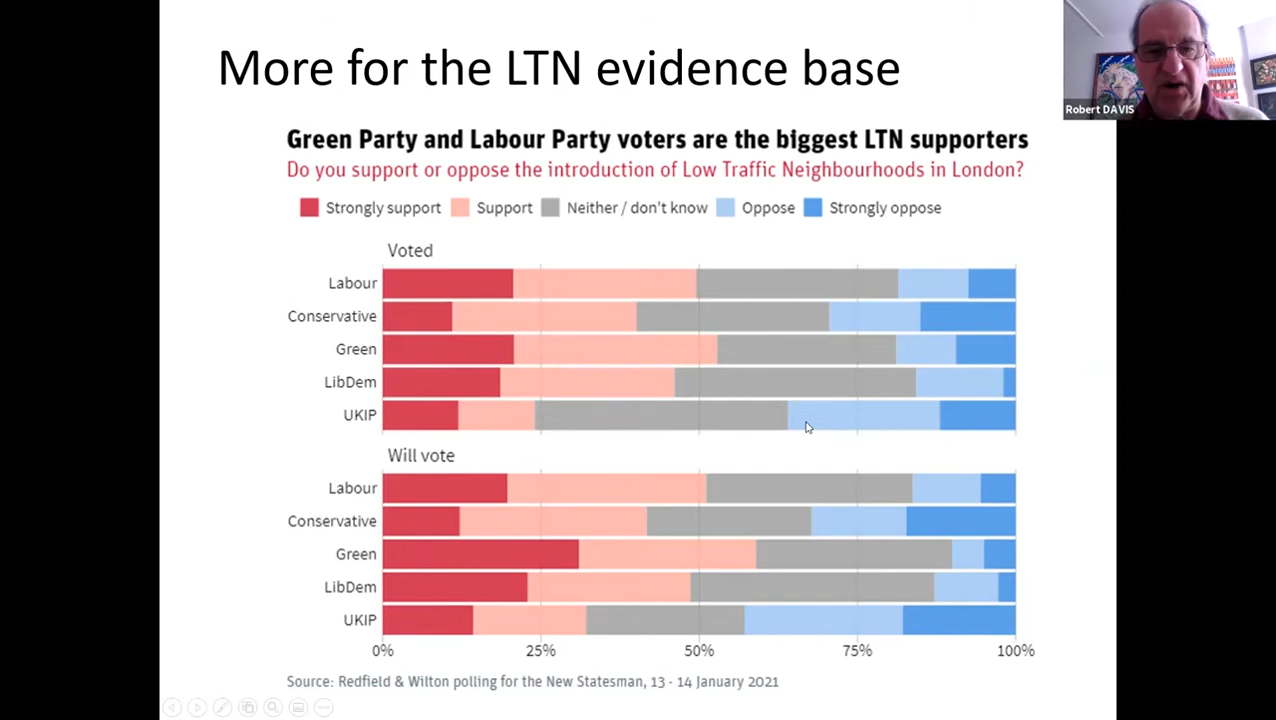 More for the LTN evidence base
Robert DAVIS
Green Party and Labour Party voters are the biggest LTN supporters
Do you support or oppose the introduction of Low Traffic Neighbourhoods in London?
Strongly support Support Neither / don't know Oppose Strongly oppose
Voted
Labour
Conservative
Green
LibDem
UKIP
Will vote
Labour
Conservative
Green
LibDem
UKIP
0% 25% 50% 75% 100%
Source: Redfield & Wilton polling for the New Statesman, 13 - 14 January 2021